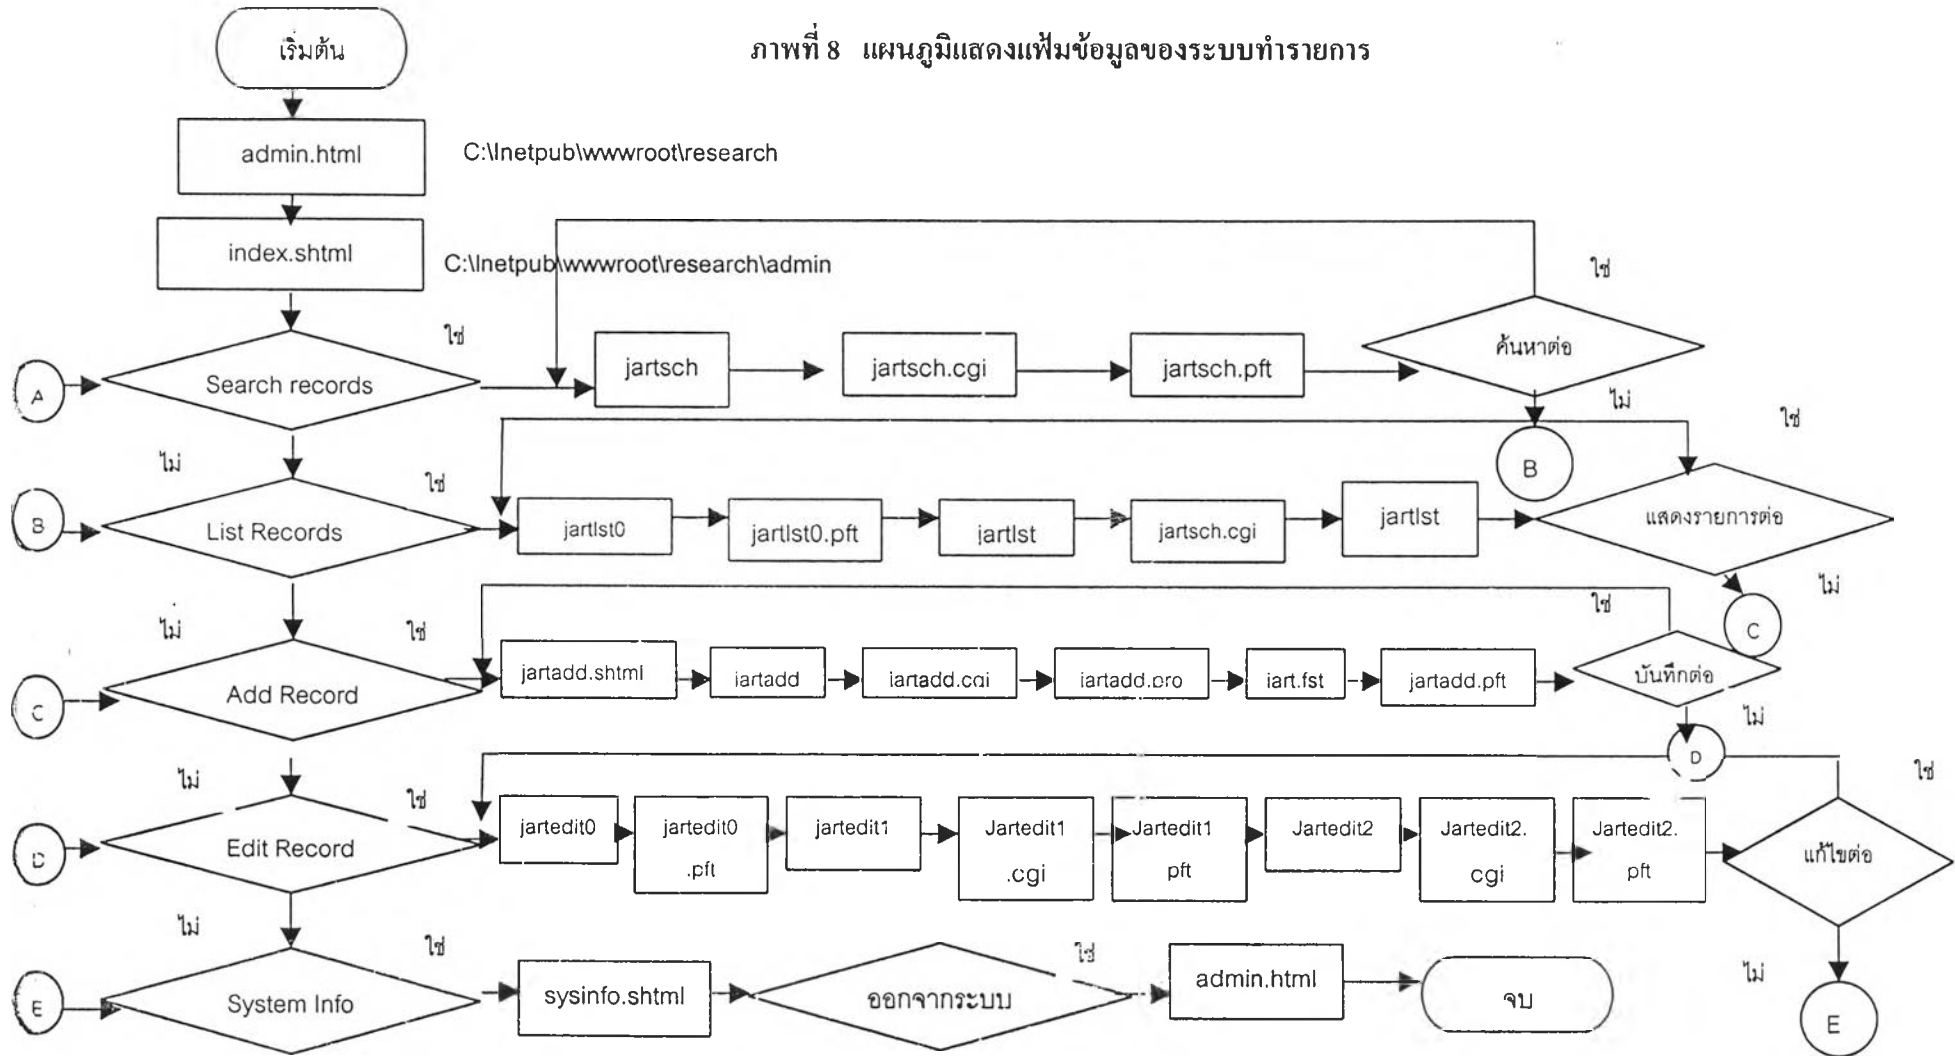 ภาพที่ 8 แผนภูมิแสดงแฟ้มข้อมูลของระบบทำรายการ
เริ่มต้น
admin.html
C:\Inetpub\wwwroot\research
index.shtml
C:\Inetpub\wwwroot\research\admin
ใช่
A
Search records
ใช่
jartsch
jartsch.cgi
jartsch.pft
ค้นหาต่อ
ไม่
B
ไม่
ใช่
B
List Records
ใช่
jartlst0
jartlst0.pft
jartlst
jartsch.cgi
jartlst
แสดงรายการต่อ
ไม่
C
ไม่
ใช่
C
Add Record
ใช่
jartadd.shtml
iartadd
iartadd.cgi
iartadd.pro
iart.fst
jartadd.pft
บันทึกต่อ
ไม่
D
ไม่
ใช่
D
Edit Record
ใช่
jartedit0
jartedit0
.pft
jartedit1
Jartedit1
.cgi
Jartedit1
pft
Jartedit2
Jartedit2.
cgi
Jartedit2.
pft
แก้ไขต่อ
ไม่
E
ไม่
E
System Info
ใช่
sysinfo.shtml
ออกจากระบบ
ใช่
admin.html
จบ